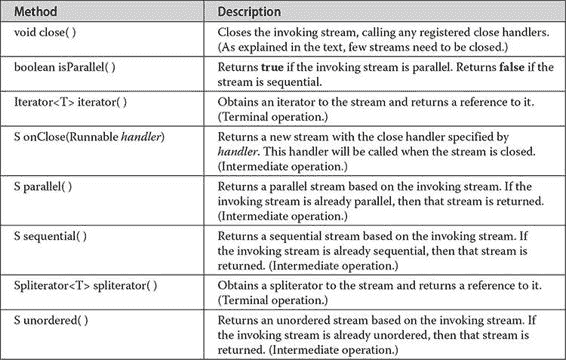 Method Description
void close( ) Closes the invoking stream, calling any registered close handlers.
(As explained in the text, few streams need to be closed.)
boolean isParallel( ) Returns true if the invoking stream is parallel. Returns false if the
stream is sequential.
Iterator<T> iterator( ) Obtains an iterator to the stream and returns a reference to it.
(Terminal operation.)
S onClose(Runnable handler) Returns a new stream with the close handler specified by
handler. This handler will be called when the stream is closed.
(Intermediate operation.)
S parallel( ) Returns a parallel stream based on the invoking stream. If the
invoking stream is already parallel, then that stream is returned.
(Intermediate operation.)
S sequential( ) Returns a sequential stream based on the invoking stream. If
the invoking stream is already sequential, then that stream is
returned. (Intermediate operation.)
Spliterator<T> spliterator( ) Obtains a spliterator to the stream and returns a reference to it.
(Terminal operation.)
S unordered( ) Returns an unordered stream based on the invoking stream. If
the invoking stream is already unordered, then that stream is
returned. (Intermediate operation.)